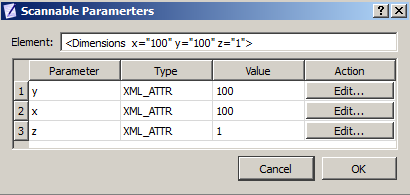 Scannable Paramerters
Element: <Dimensions x="100" y="100" z="1">
Parameter Type Value Action
1 y XML_ATTR 100 Edit...
2 x XML_ATTR 100 Edit...
3 z XML_ATTR 1 Edit...
Cancel OK